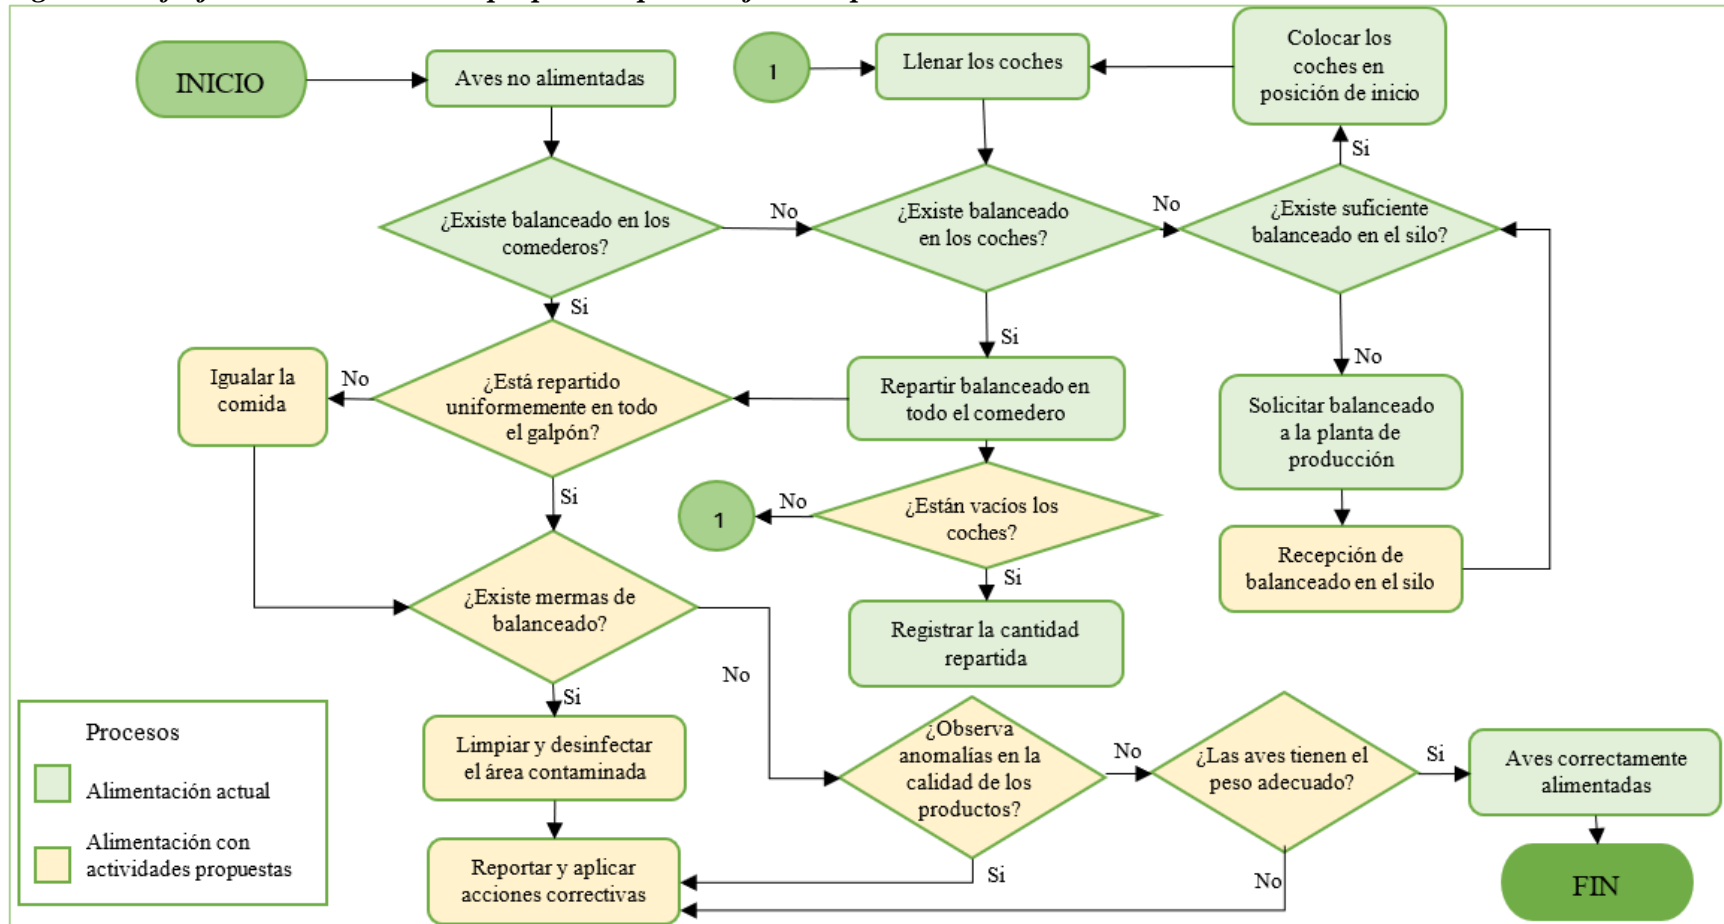 INICIO
Aves no alimentadas
1
Llenar los coches
Colocar los
coches en
posición de inicio
Si
¿Existe balanceado en los
comederos?
No
¿Existe balanceado
en los coches?
No
¿Existe suficiente
balanceado en el silo?
Si
Si
No
Igualar la
comida
No
¿Está repartido
uniformemente en todo
el galpón?
Repartir balanceado en
todo el comedero
Solicitar balanceado
a la planta de
producción
Si
1
No
¿Están vacíos los
coches?
Recepción de
balanceado en el silo
Si
¿Existe mermas de
balanceado?
Registrar la cantidad
repartida
No
Si
Procesos
Alimentación actual
Alimentación con
actividades propuestas
Limpiar y desinfectar
el área contaminada
¿Observa
anomalías en la
calidad de los
productos?
No
¿Las aves tienen el
peso adecuado?
Si
Aves correctamente
alimentadas
Reportar y aplicar
acciones correctivas
Si
No
FIN